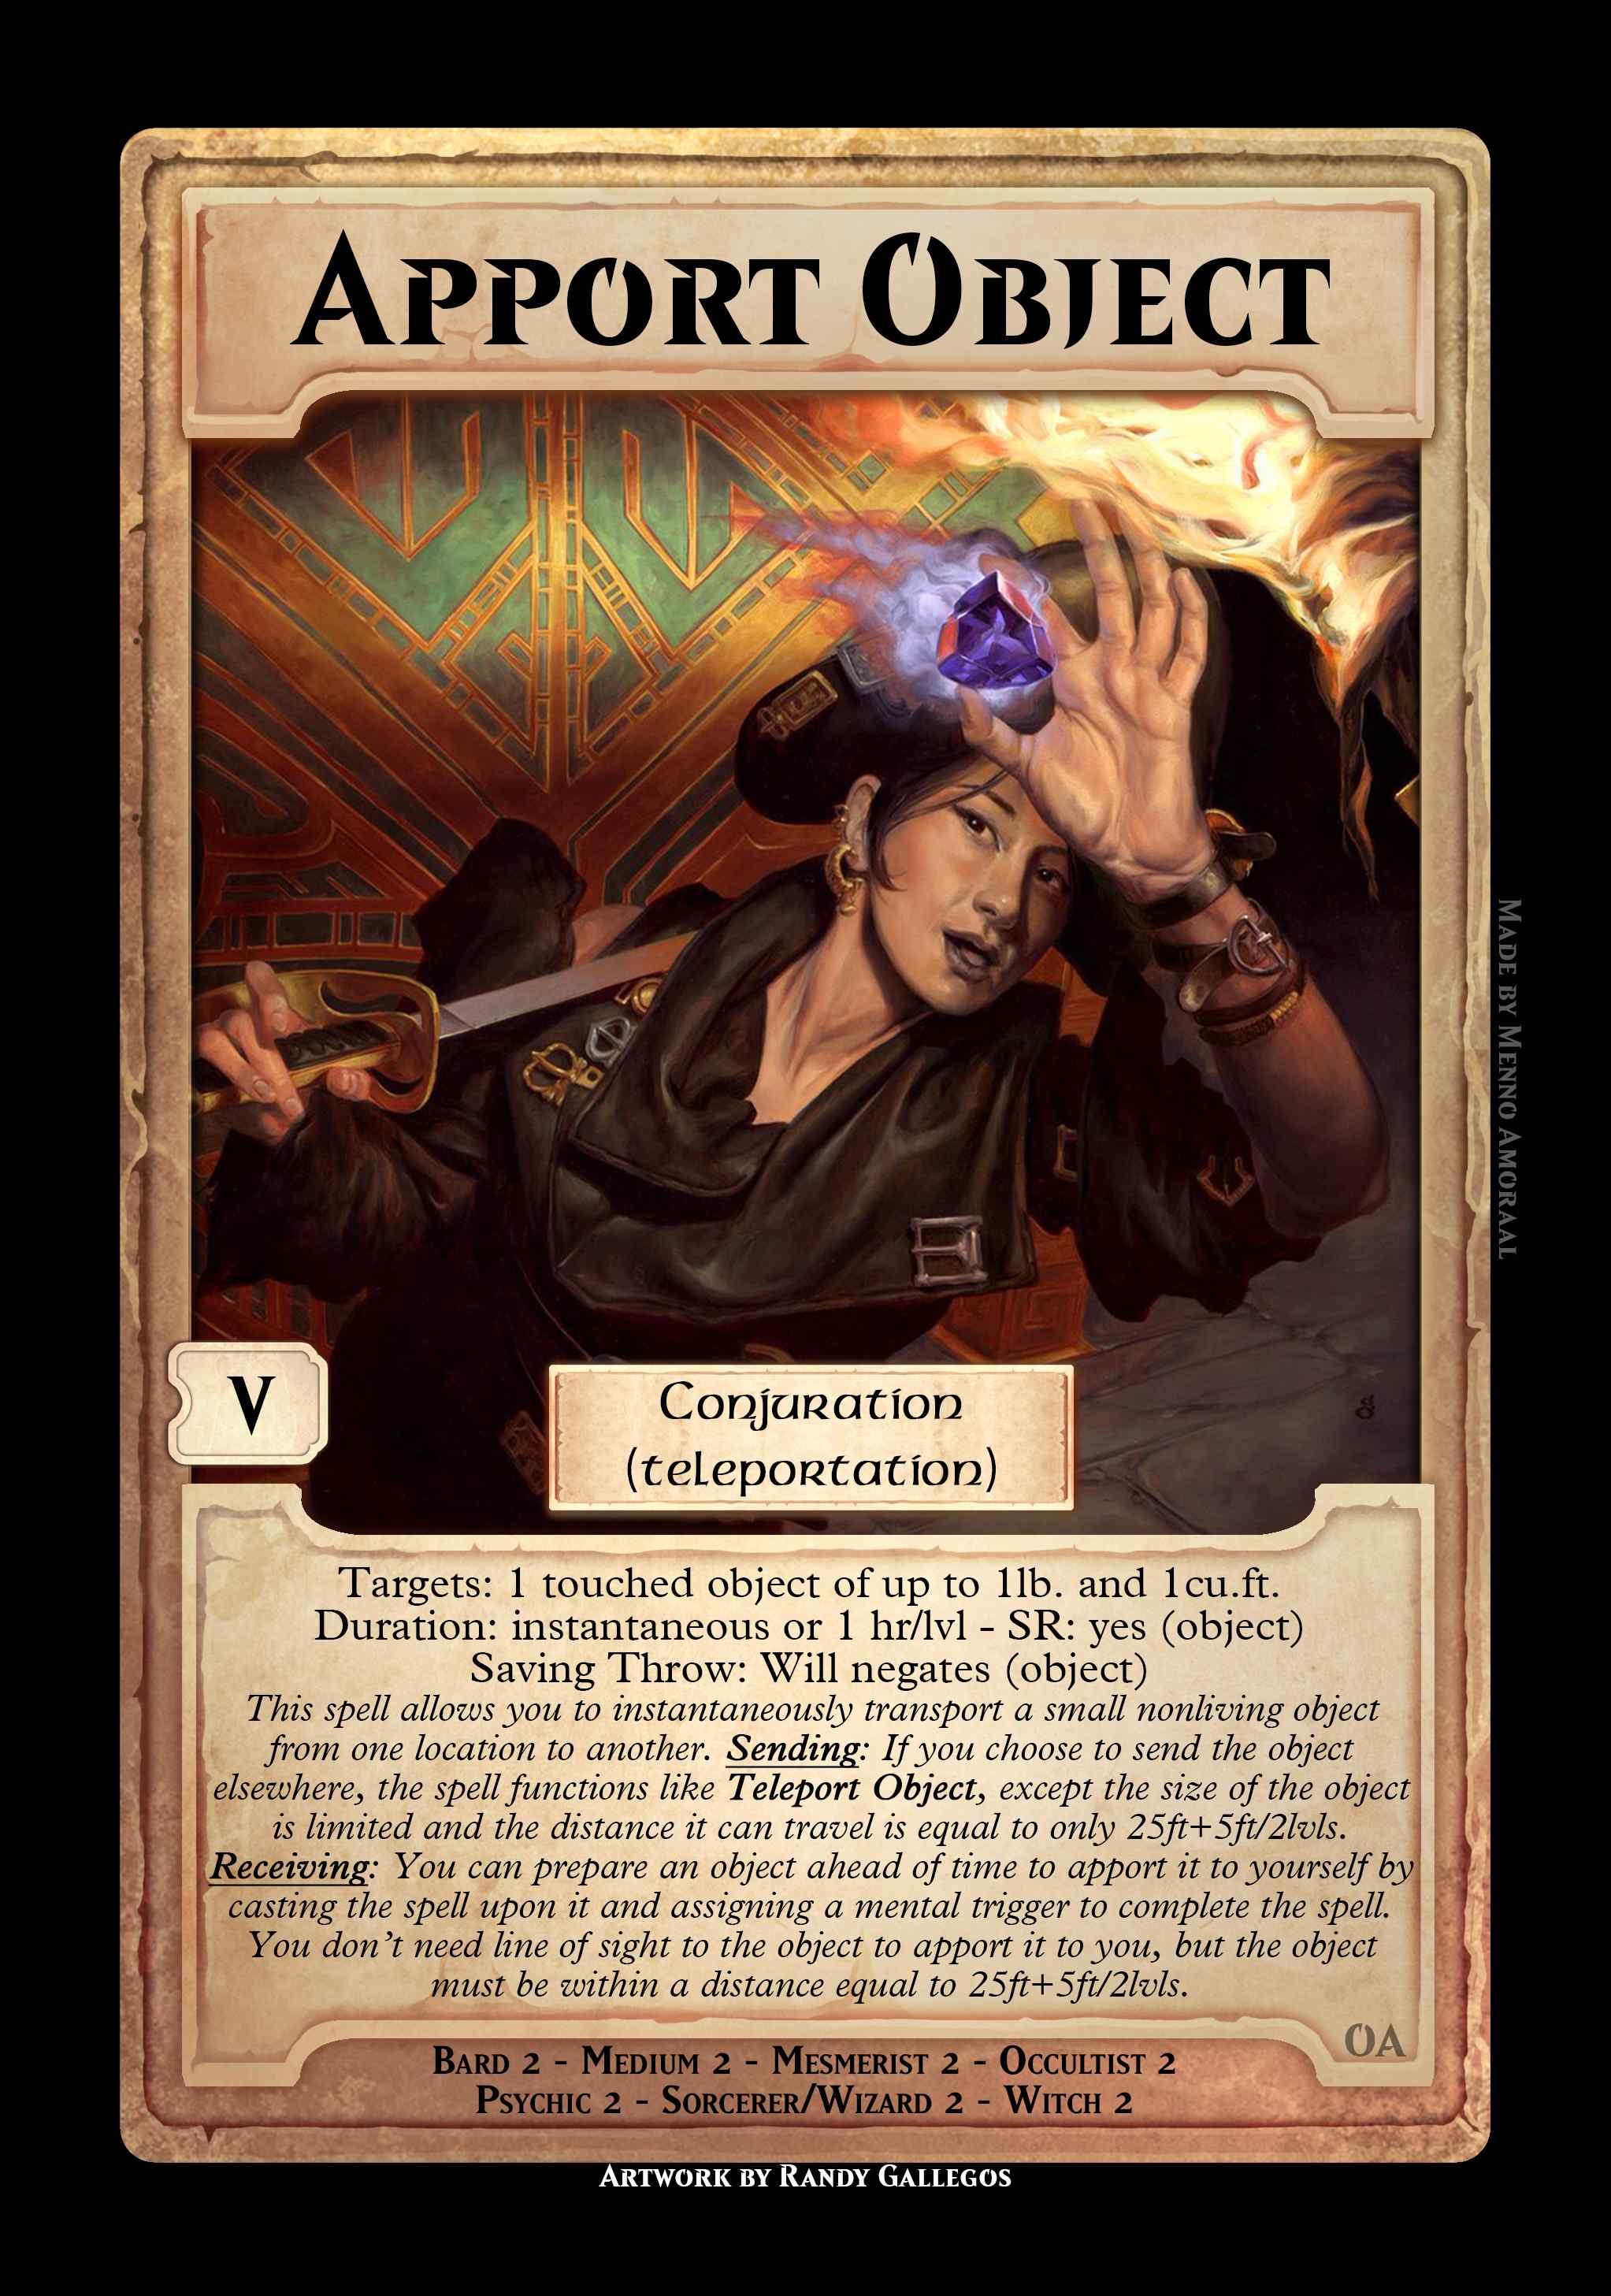 Apport Object
V
Conjuration
(teleportation)
Targets: 1 touched object of up to 1lb. and 1cu.ft.
Duration: instantaneous or 1 hr/lvl - SR: yes (object)
Saving Throw: Will negates (object)
This spell allows you to instantaneously transport a small nonliving object
from one location to another. Sending: If you choose to send the object
elsewhere, the spell functions like Teleport Object, except the size of the object
is limited and the distance it can travel is equal to only 25ft+5ft/2lvls.
Receiving: You can prepare an object ahead of time to apport it to yourself by
casting the spell upon it and assigning a mental trigger to complete the spell.
You don't need line of sight to the object to apport it to you, but the object
must be within a distance equal to 25ft+5ft/2lvls.
OA
Bard 2 - Medium 2 - Mesmerist 2 - Occultist 2
Psychic 2 - Sorcerer/Wizard 2 - Witch 2
Artwork by Randy Gallegos
Made by Menno Amoraal